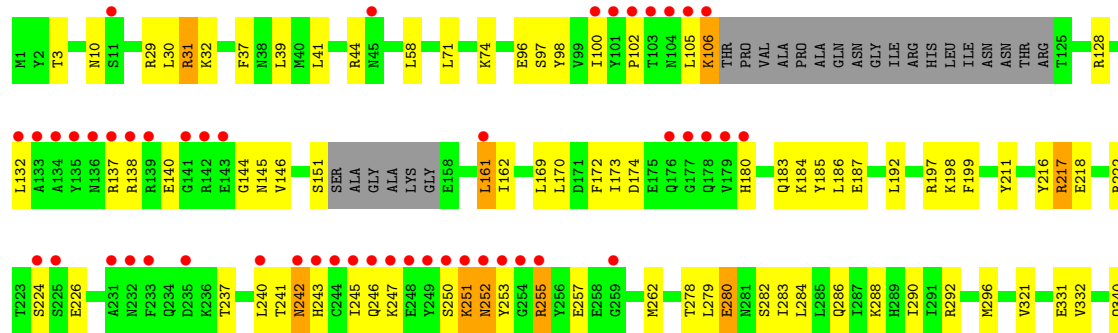 M1 Y2 T3 N10 S11 R29 L30 R31 K32 F37 N38 L39 M40 L41 R44 N45 L58 L71 K74 E96 S97 Y98 V99 I100 Y101 P102 T103 N104 L105 K106 THR PRO VAL ALA PRO ALA GLN ASN GLY ILE ARG HIS LEU ILE ASN ASN THR ARG T125 R128
L132 A133 A134 Y135 N136 R137 R138 R139 E140 G141 R142 E143 G144 N145 V146 S151 SER ALA GLY ALA LYS GLY E158 L161 I162 L169 L170 D171 F172 I173 D174 E175 Q176 G177 Q178 V179 H180 Q183 K184 Y185 L186 E187 L192 R197 K198 F199 Y211 Y216 R217 E218
T223 S224 S225 E226 A231 N232 F233 Q234 D235 K236 T237 L240 T241 N242 H243 C244 I245 Q246 K247 E248 Y249 S250 K251 N252 Y253 G254 R255 Y256 E257 E258 G259 M262 T278 L279 E280 N281 S282 I283 L284 L285 Q286 I287 K288 H289 I290 I291 R292 M296 V321 E331 V332